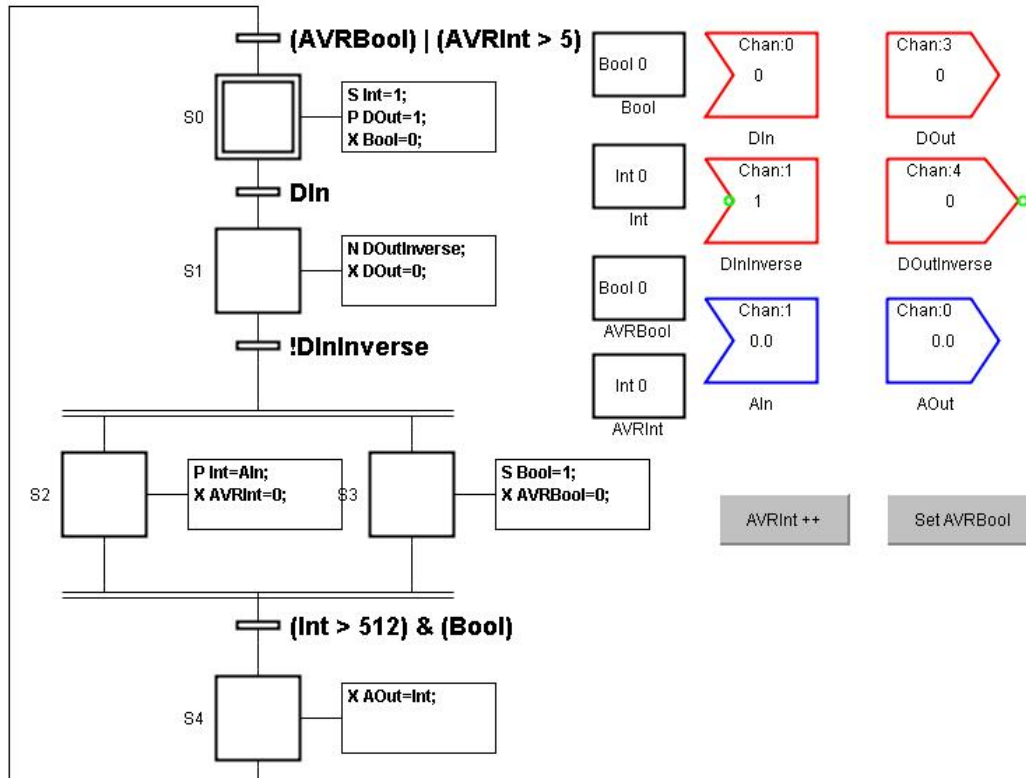 (AVRBool) | (AVRInt > 5)
S0
S Int=1;
P DOut=1;
X Bool=0;
DIn
S1
N DOutInverse;
X DOut=0;
!DInInverse
S2
P Int=AIn;
X AVRInt=0;
S3
S Bool=1;
X AVRBool=0;
(Int > 512) & (Bool)
S4
X AOut=Int;
Bool 0
Bool
Int 0
Int
Bool 0
AVRBool
Int 0
AVRInt
Chan:0
0
DIn
Chan:3
0
DOut
Chan:1
1
DInInverse
Chan:4
0
DOutInverse
Chan:1
0.0
AIn
Chan:0
0.0
AOut
AVRInt ++
Set AVRBool